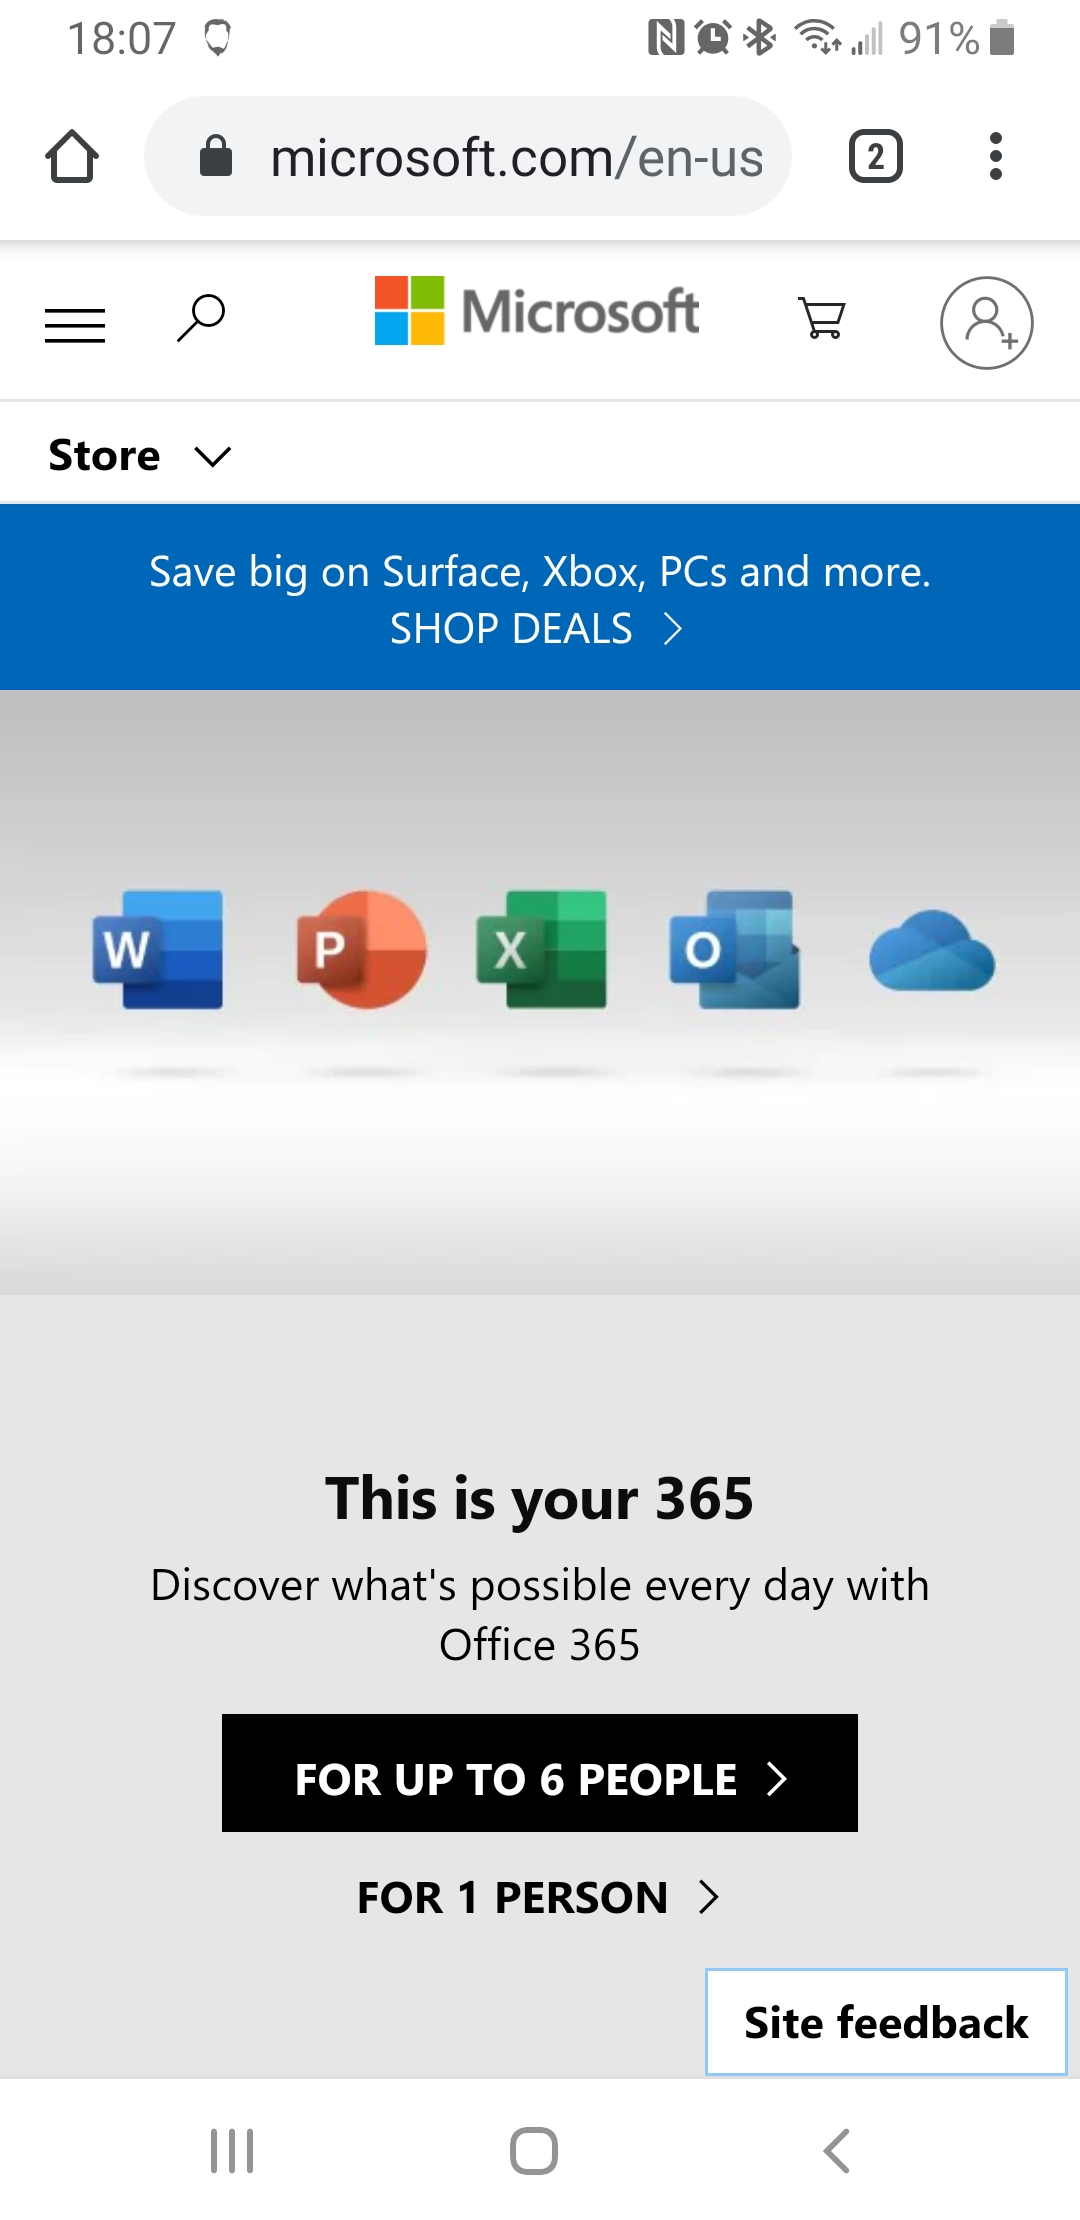 18:07 91%
microsoft.com/en-us 2
Microsoft
Store
Save big on Surface, Xbox, PCs and more.
SHOP DEALS
W P X O
This is your 365
Discover what's possible every day with
Office 365
FOR UP TO 6 PEOPLE
FOR 1 PERSON
Site feedback